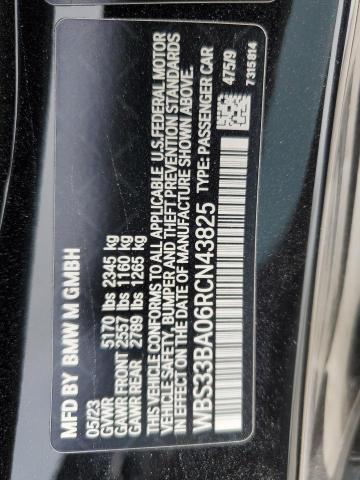 MFD BY BMW M GMBH
05/23
GVWR 5170 lbs 2345 kg
GAWR FRONT 2557 lbs 1160 kg
GAWR REAR 2789 lbs 1265 kg
THIS VEHICLE CONFORMS TO ALL APPLICABLE U.S.FEDERAL MOTOR
VEHICLE SAFETY, BUMPER AND THEFT PREVENTION STANDARDS
IN EFFECT ON THE DATE OF MANUFACTURE SHOWN ABOVE.
WBS33BA06RCN43825 TYPE: PASSENGER CAR
475/9
7 315 814